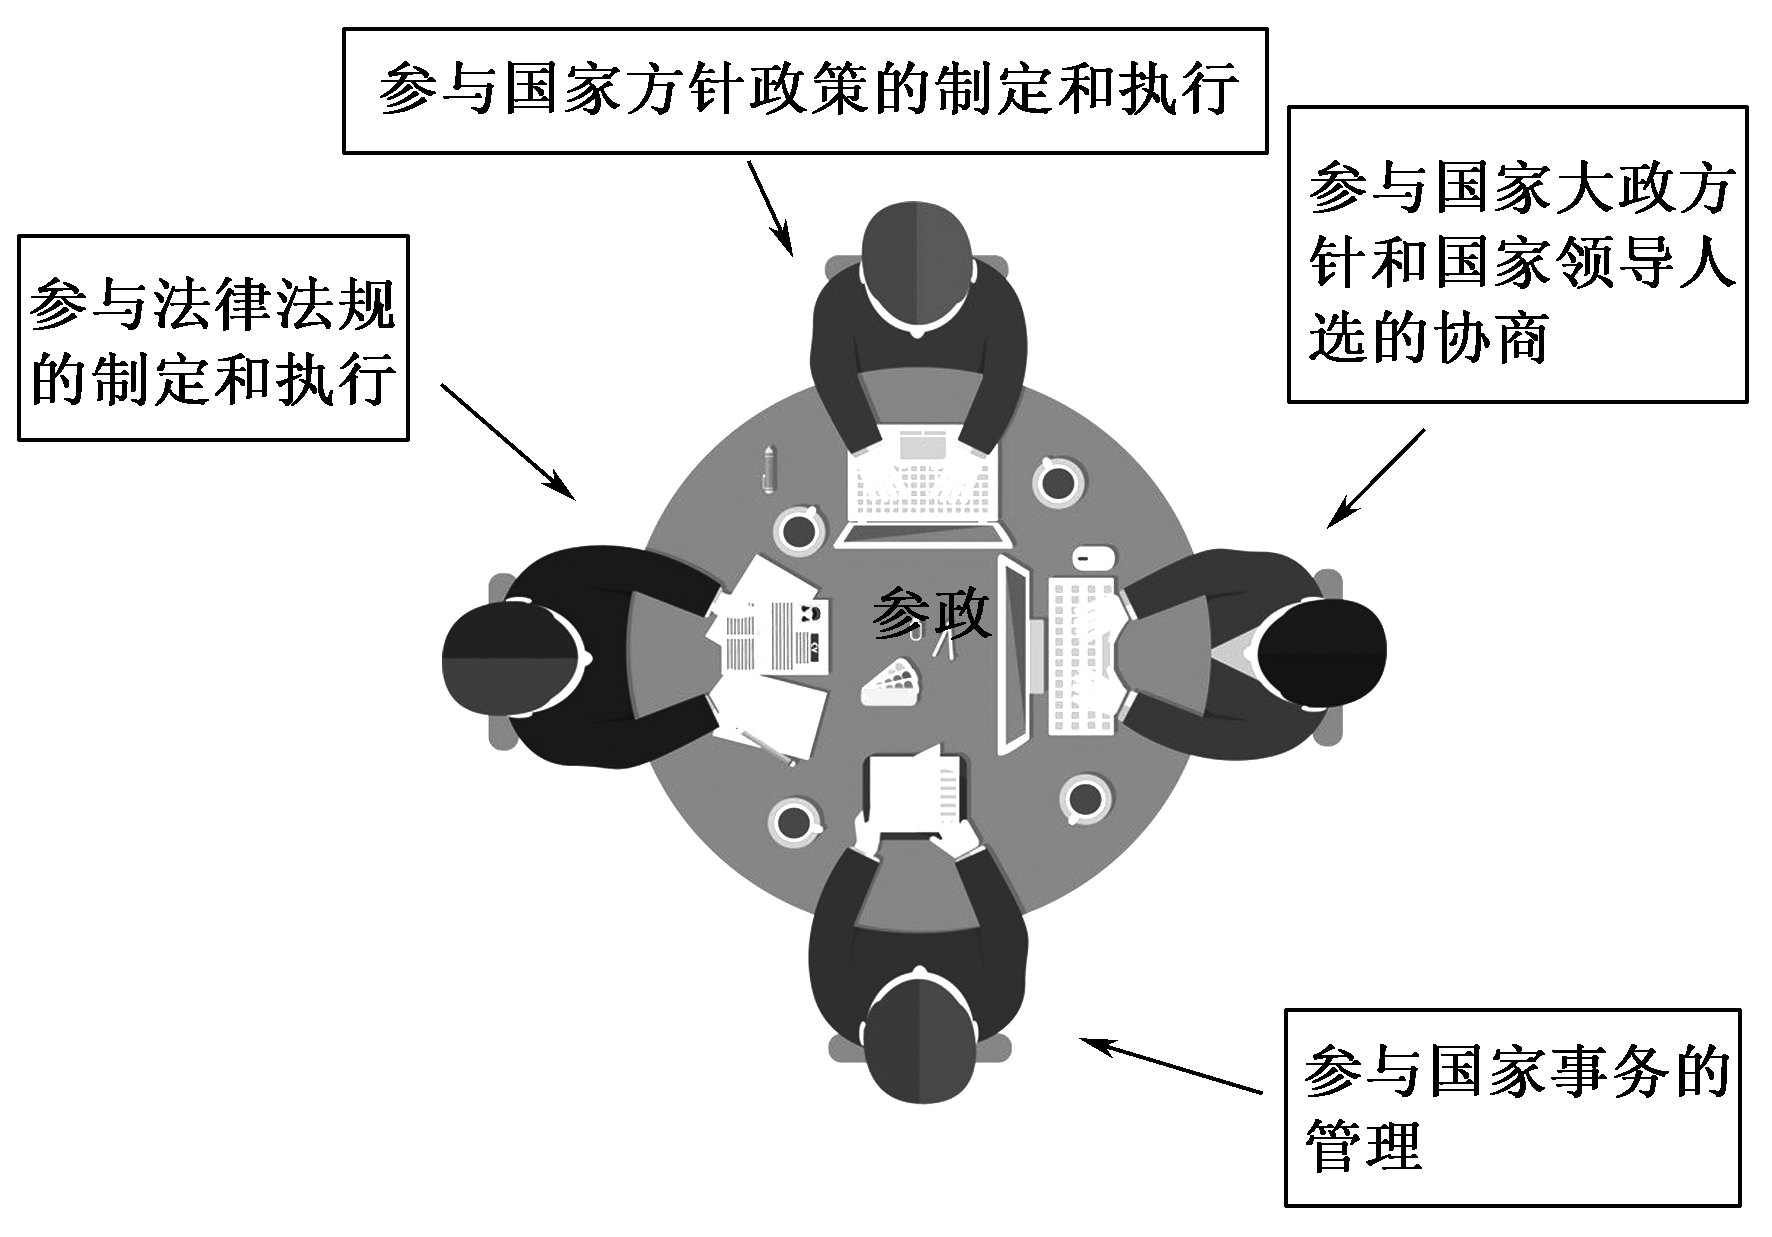 参与国家方针政策的制定和执行
参与国家大政方
针和国家领导人
选的协商
参与法律法规
的制定和执行
参政
CV
参与国家事务的
管理